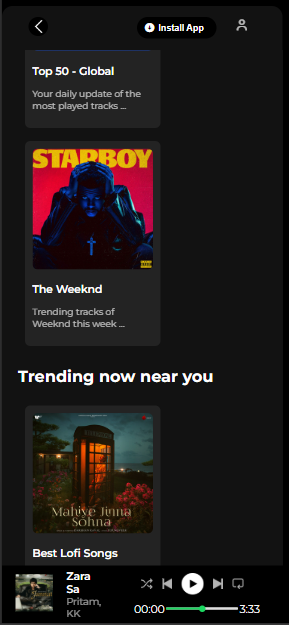 Install App
Top 50 - Global
Your daily update of the
most played tracks ...
STARBOY
The Weeknd
Trending tracks of
Weeknd this week ...
Trending now near you
Mahiye Jinna
Sohna
Best Lofi Songs
Zara
Sa
Pritam,
KK
00:00
3:33